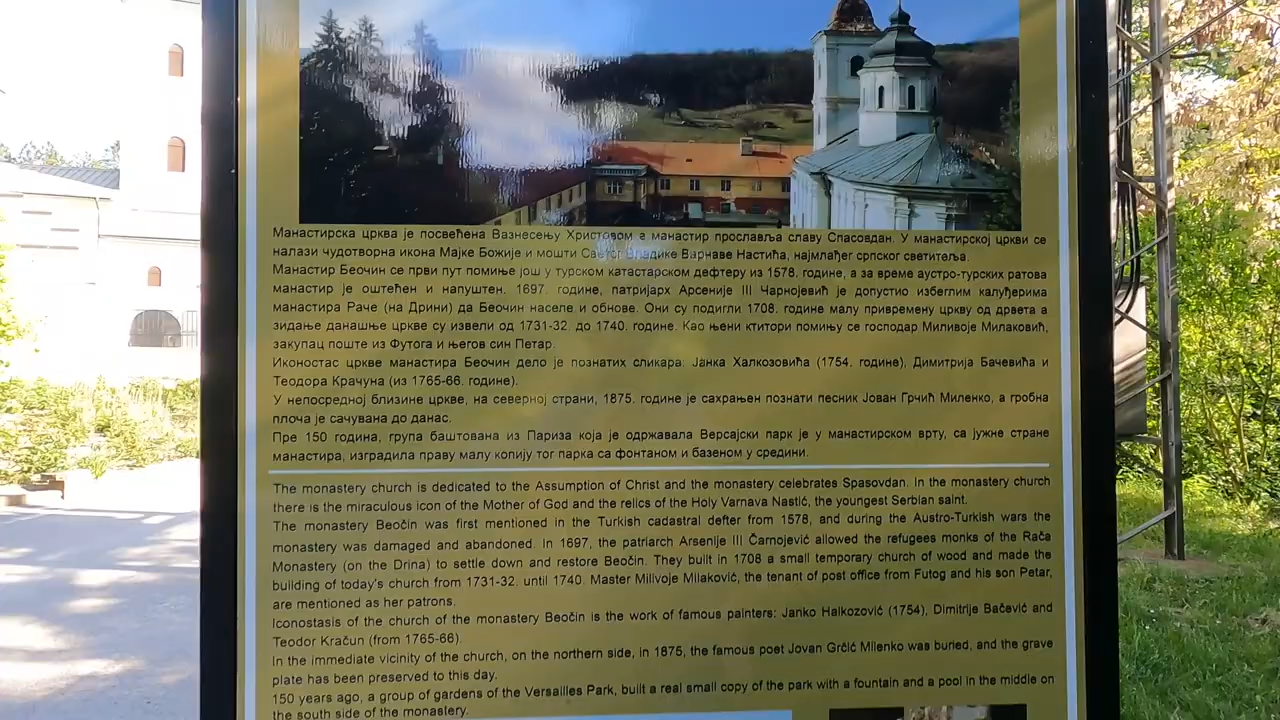 Манастирска црква је посвећена Вазнесењу Христовом а манастир прославља славу Спасовдан. У манастирској цркви се
налази чудотворна икона Мајке Божије и мошти Светог Владике Варнаве Настића, најмлађег српског светитеља.
Манастир Беочин се први пут помиње још у турском катастарском дефтеру из 1578. године, а за време аустро-турских ратова
манастир је оштећен и напуштен. 1697. године, патријарх Арсеније III Чарнојевић је допустио избеглим калуђерима
манастира Раче (на Дрини) да Беочин населе и обнове. Они су подигли 1708. године малу привремену цркву од дрвета а
зидање данашње цркве су извели од 1731-32. до 1740. године. Као њени ктитори помињу се господар Миливоје Милаковић,
закупац поште из Футога и његов син Петар.
Иконостас цркве манастира Беочин дело је познатих сликара: Јанка Халкозовића (1754. године), Димитрија Бачевића и
Теодора Крачуна (из 1765-66. године).
У непосредној близине цркве, на северној страни, 1875. године је сахрањен познати песник Јован Грчић Миленко, а гробна
плоча је сачувана до данас.
Пре 150 година, група баштована из Париза која је одржавала Версајски парк је у манастирском врту, са јужне стране
манастира, изградила праву малу копију тог парка са фонтаном и базеном у средини.
The monastery church is dedicated to the Assumption of Christ and the monastery celebrates Spasovdan. In the monastery church
there is the miraculous icon of the Mother of God and the relics of the Holy Varnava Nastić, the youngest Serbian saint.
The monastery Beočin was first mentioned in the Turkish cadastral defter from 1578, and during the Austro-Turkish wars the
monastery was damaged and abandoned. In 1697, the patriarch Arsenije III Čarnojević allowed the refugees monks of the Rača
Monastery (on the Drina) to settle down and restore Beočin. They built in 1708 a small temporary church of wood and made the
building of today's church from 1731-32. until 1740. Master Milivoje Milaković, the tenant of post office from Futog and his son Petar,
are mentioned as her patrons.
Iconostasis of the church of the monastery Beočin is the work of famous painters: Janko Halkozović (1754), Dimitrije Bačević and
Teodor Kračun (from 1765-66).
In the immediate vicinity of the church, on the northern side, in 1875, the famous poet Jovan Grčić Milenko was buried, and the grave
plate has been preserved to this day.
150 years ago, a group of gardens of the Versailles Park, built a real small copy of the park with a fountain and a pool in the middle on
the south side of the monastery.